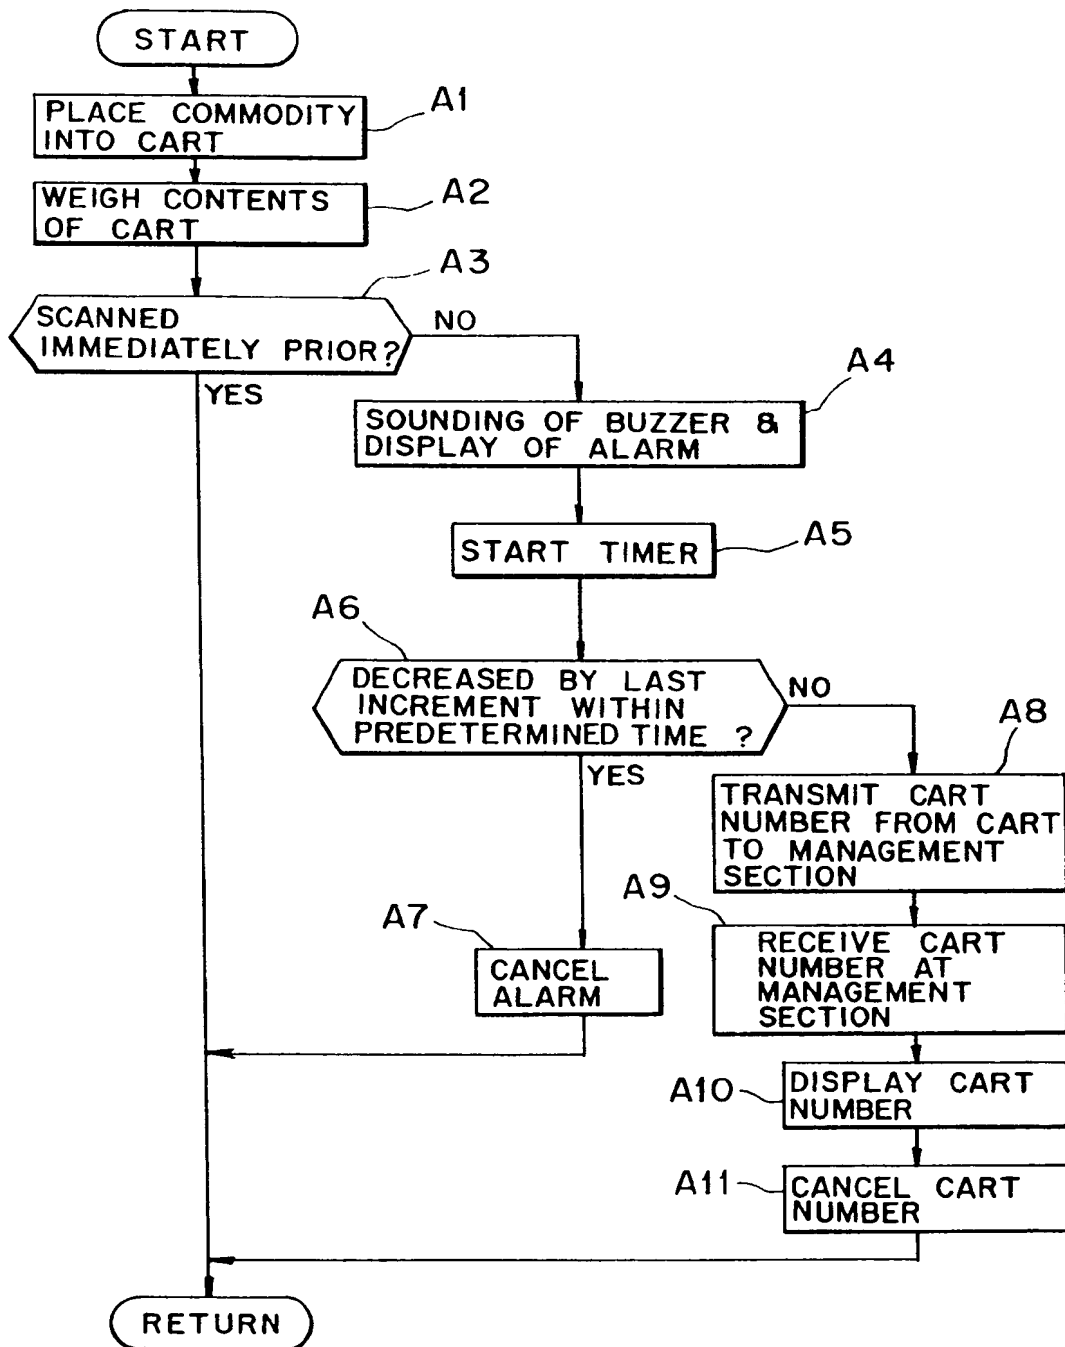 START
PLACE COMMODITY
INTO CART
A1
WEIGH CONTENTS
OF CART
A2
A3
SCANNED
IMMEDIATELY PRIOR?
NO
YES
A4
SOUNDING OF BUZZER &
DISPLAY OF ALARM
A5
START TIMER
A6
DECREASED BY LAST
INCREMENT WITHIN
PREDETERMINED TIME ?
NO
YES
A8
TRANSMIT CART
NUMBER FROM CART
TO MANAGEMENT
SECTION
A9
RECEIVE CART
NUMBER AT
MANAGEMENT
SECTION
A7
CANCEL
ALARM
A10
DISPLAY CART
NUMBER
A11
CANCEL CART
NUMBER
RETURN